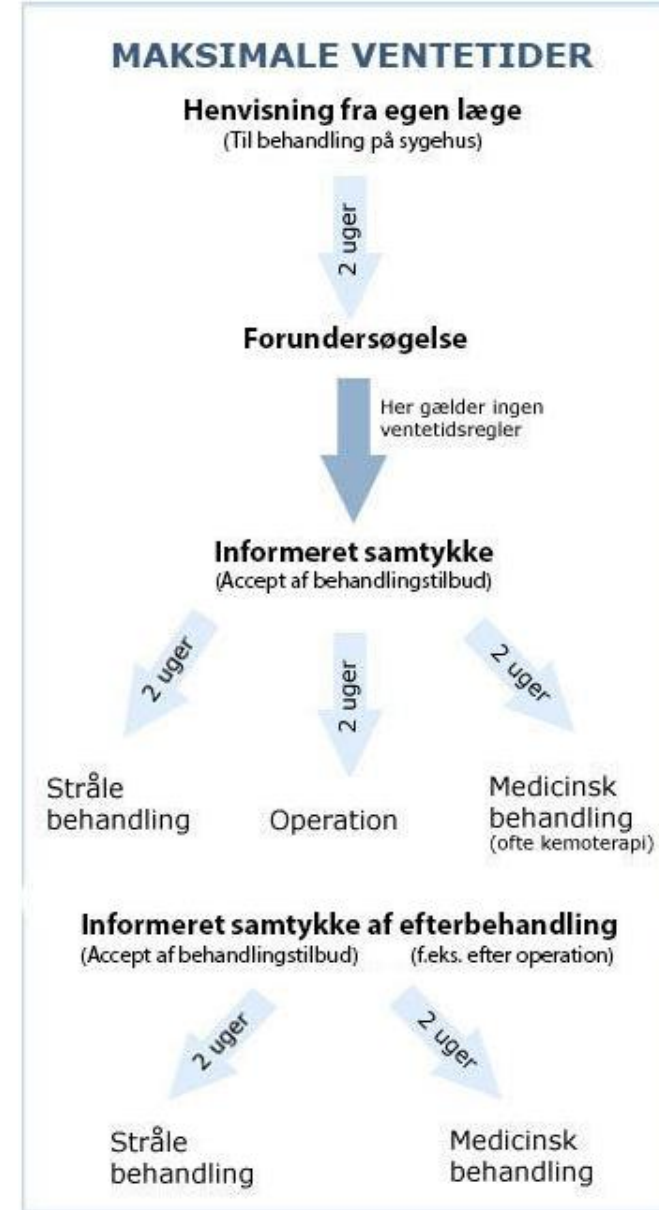 MAKSIMALE VENTETIDER
Henvisning fra egen læge
(Til behandling på sygehus)
2 uger
Forundersøgelse
Her gælder ingen
ventetidsregler
Informeret samtykke
(Accept af behandlingstilbud)
2 uger
2 uger
2 uger
Stråle
behandling
Operation
Medicinsk
behandling
(ofte kemoterapi)
Informeret samtykke af efterbehandling
(Accept af behandlingstilbud) (f.eks. efter operation)
2 uger
2 uger
Stråle
behandling
Medicinsk
behandling